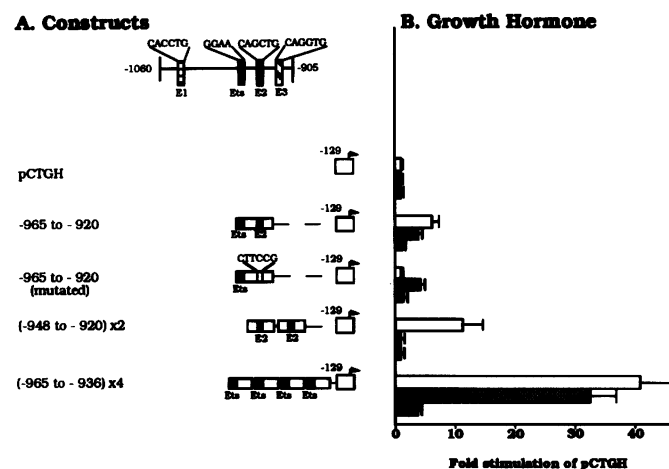 A. Constructs
B. Growth Hormone
CACCTG GGAA CAGCTG CAGGTG
-1060 -905
E1 Ets E2 E3
-129
pCTGH
-129
-965 to - 920
Ets E2
CTTCCG
-129
-965 to - 920
(mutated)
Ets
-129
(-948 to - 920) x2
E2 E2
-129
(-965 to - 936) x4
Ets Ets Ets Ets
0 10 20 30 40
Fold stimulation of pCTGH